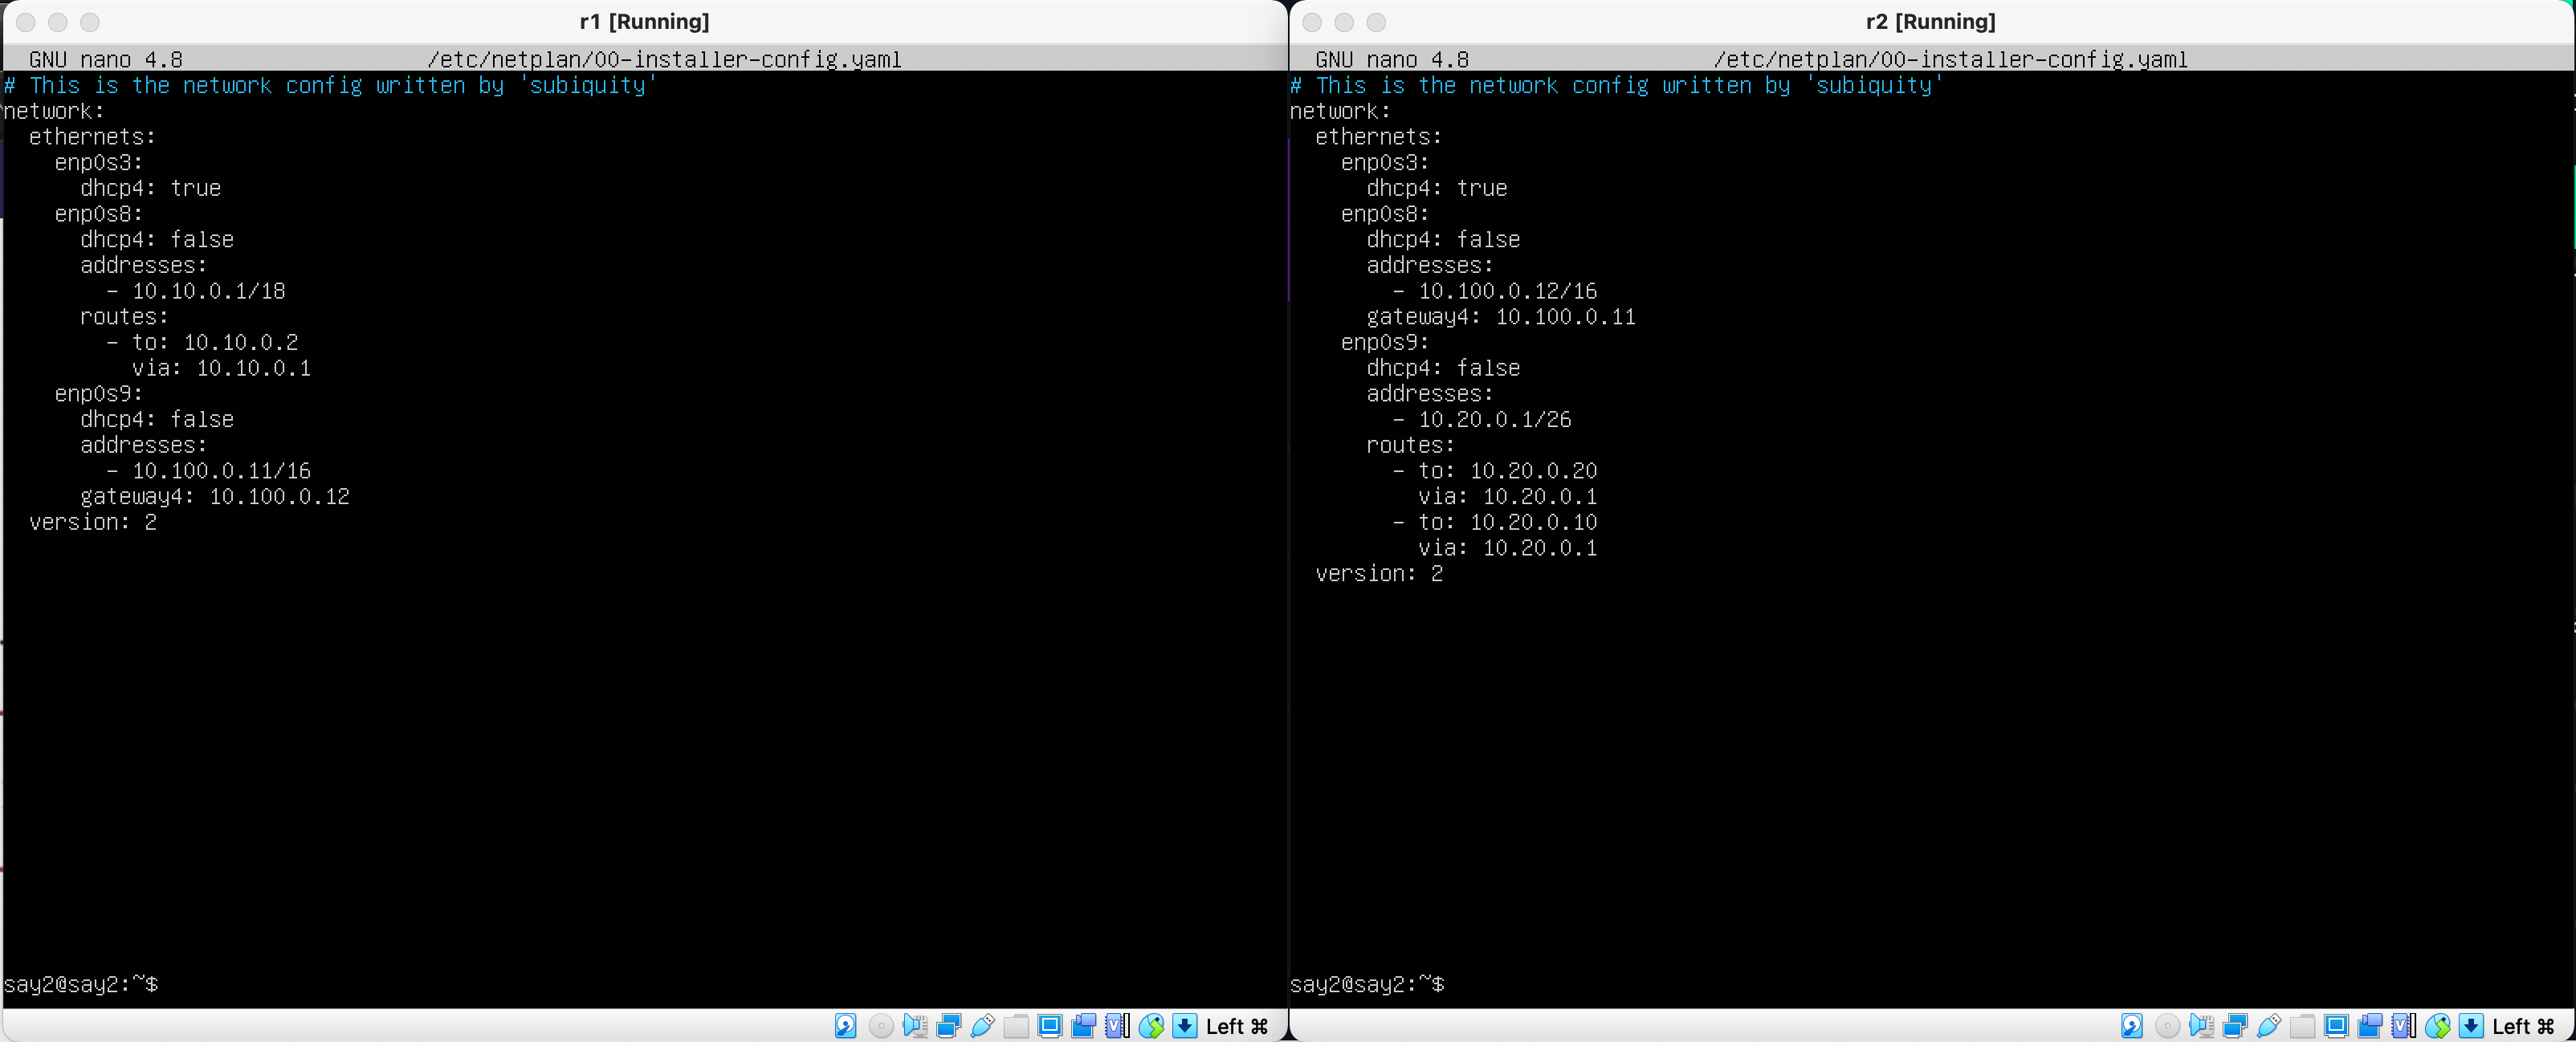 r1 [Running]
GNU nano 4.8 /etc/netplan/00-installer-config.yaml
# This is the network config written by 'subiquity'
network:
  ethernets:
    enp0s3:
      dhcp4: true
    enp0s8:
      dhcp4: false
      addresses:
        - 10.10.0.1/18
      routes:
        - to: 10.10.0.2
          via: 10.10.0.1
    enp0s9:
      dhcp4: false
      addresses:
        - 10.100.0.11/16
      gateway4: 10.100.0.12
  version: 2
say2@say2:~$
Left ⌘
r2 [Running]
GNU nano 4.8 /etc/netplan/00-installer-config.yaml
# This is the network config written by 'subiquity'
network:
  ethernets:
    enp0s3:
      dhcp4: true
    enp0s8:
      dhcp4: false
      addresses:
        - 10.100.0.12/16
      gateway4: 10.100.0.11
    enp0s9:
      dhcp4: false
      addresses:
        - 10.20.0.1/26
      routes:
        - to: 10.20.0.20
          via: 10.20.0.1
        - to: 10.20.0.10
          via: 10.20.0.1
  version: 2
say2@say2:~$
Left ⌘